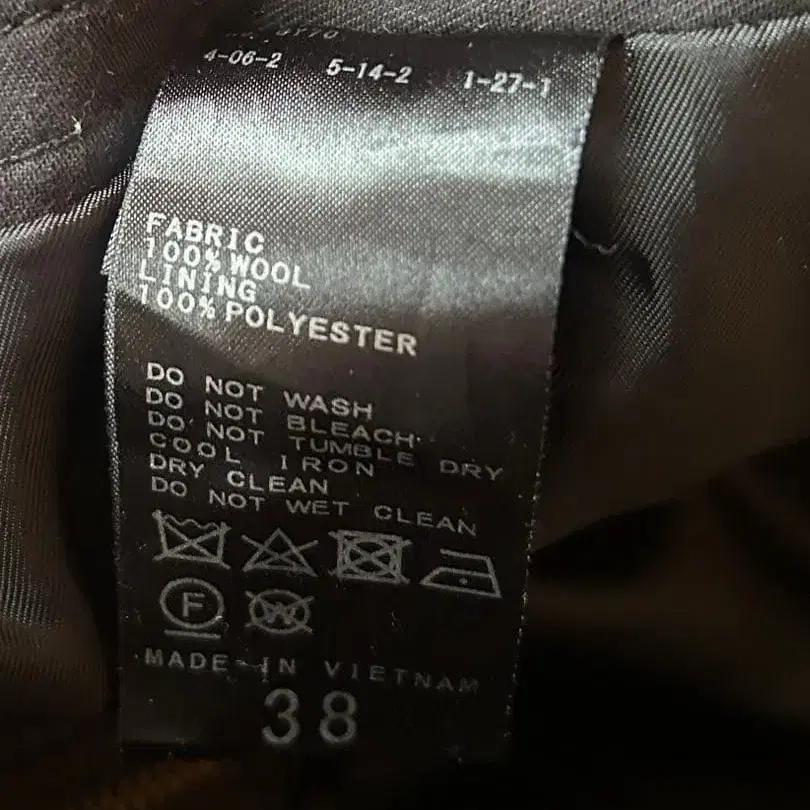 4-06-2 5-14-2 1-27-1
FABRIC
100% WOOL
LINING
100% POLYESTER
DO NOT WASH
DO NOT BLEACH
DO NOT TUMBLE DRY
COOL IRON
DRY CLEAN
DO NOT WET CLEAN
F W
MADE IN VIETNAM
38